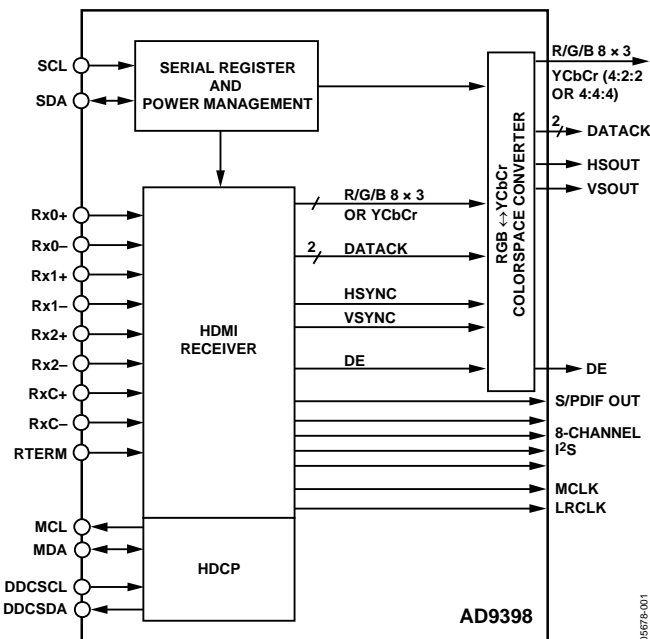 SCL
SDA
SERIAL REGISTER
AND
POWER MANAGEMENT
R/G/B 8 × 3
YCbCr (4:2:2
OR 4:4:4)
2
DATACK
HSOUT
VSOUT
RGB ↔ YCbCr
COLORSPACE CONVERTER
Rx0+
Rx0–
Rx1+
Rx1–
Rx2+
Rx2–
RxC+
RxC–
RTERM
HDMI
RECEIVER
R/G/B 8 × 3
OR YCbCr
2
DATACK
HSYNC
VSYNC
DE
DE
S/PDIF OUT
8-CHANNEL
I²S
MCLK
LRCLK
MCL
MDA
DDCSCL
DDCSDA
HDCP
AD9398
05678-001